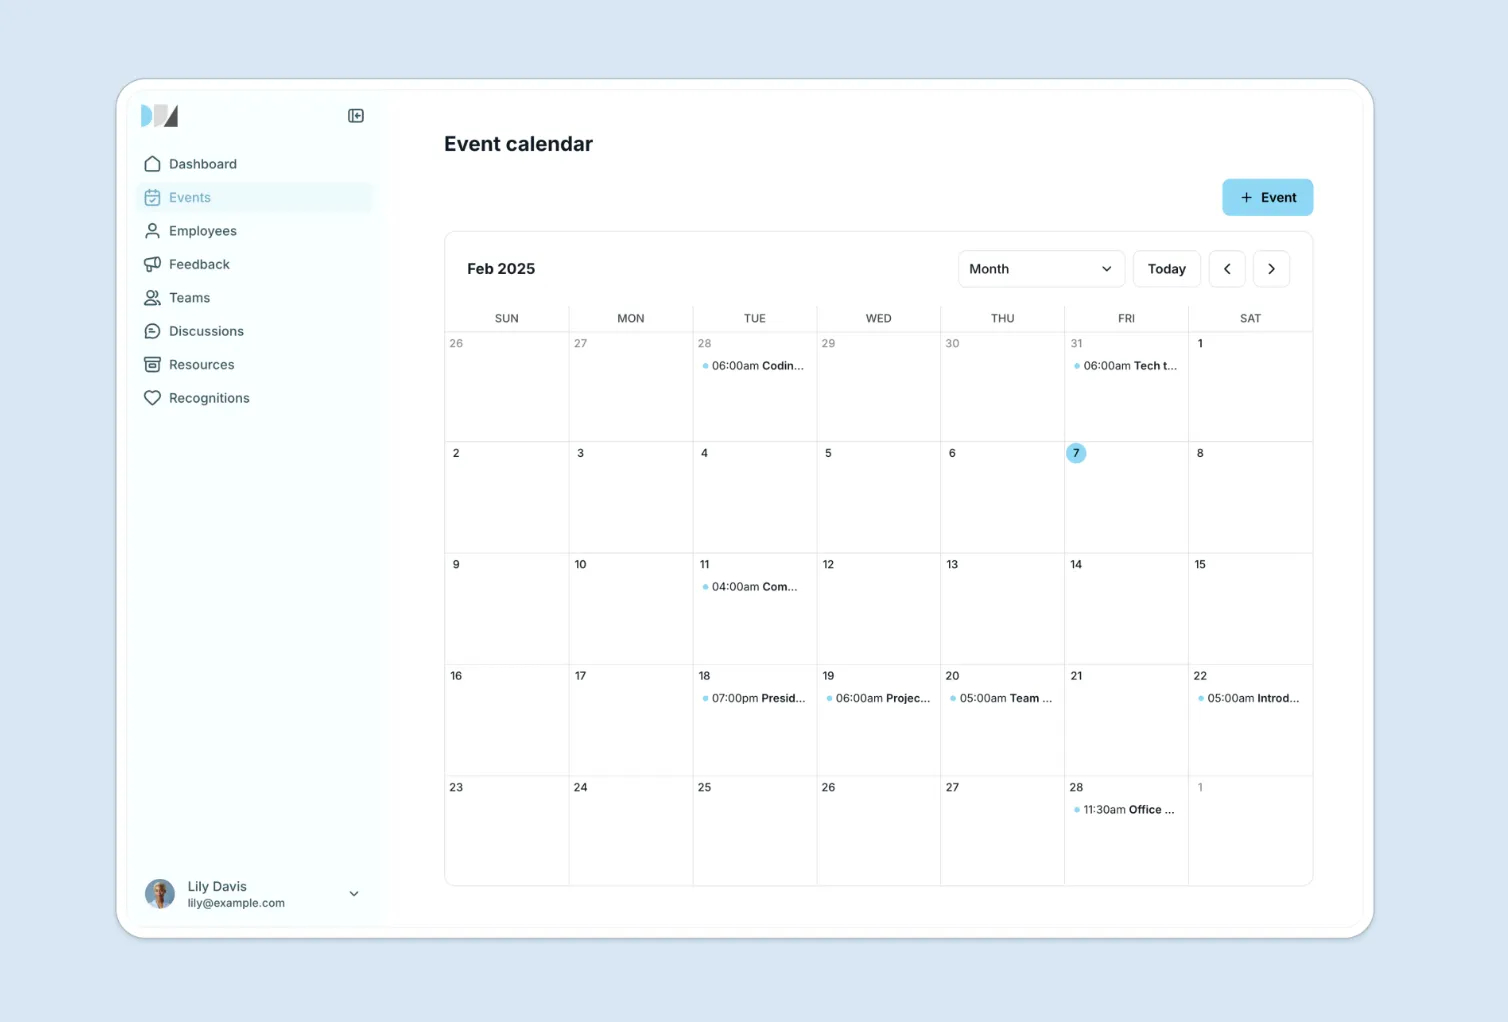 Event calendar
Dashboard
Events
Employees
Feedback
Teams
Discussions
Resources
Recognitions
Lily Davis
lily@example.com
+ Event
Feb 2025
Month
Today
SUN MON TUE WED THU FRI SAT
26 27 28 29 30 31 1
06:00am Codin... 06:00am Tech t...
2 3 4 5 6 7 8
9 10 11 12 13 14 15
04:00am Com...
16 17 18 19 20 21 22
07:00pm Presid... 06:00am Projec... 05:00am Team ... 05:00am Introd...
23 24 25 26 27 28 1
11:30am Office ...